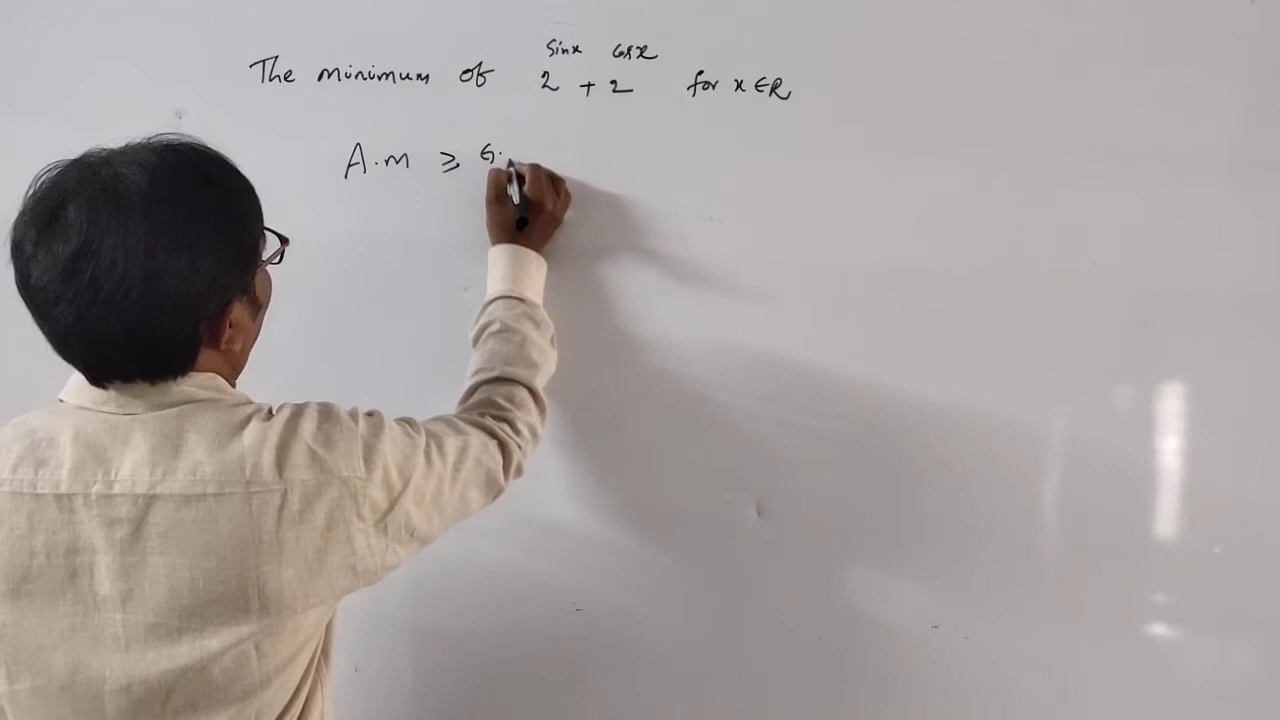 The minimum of 2^sinx + 2^cosx for x∈R
A.m ≥ G.